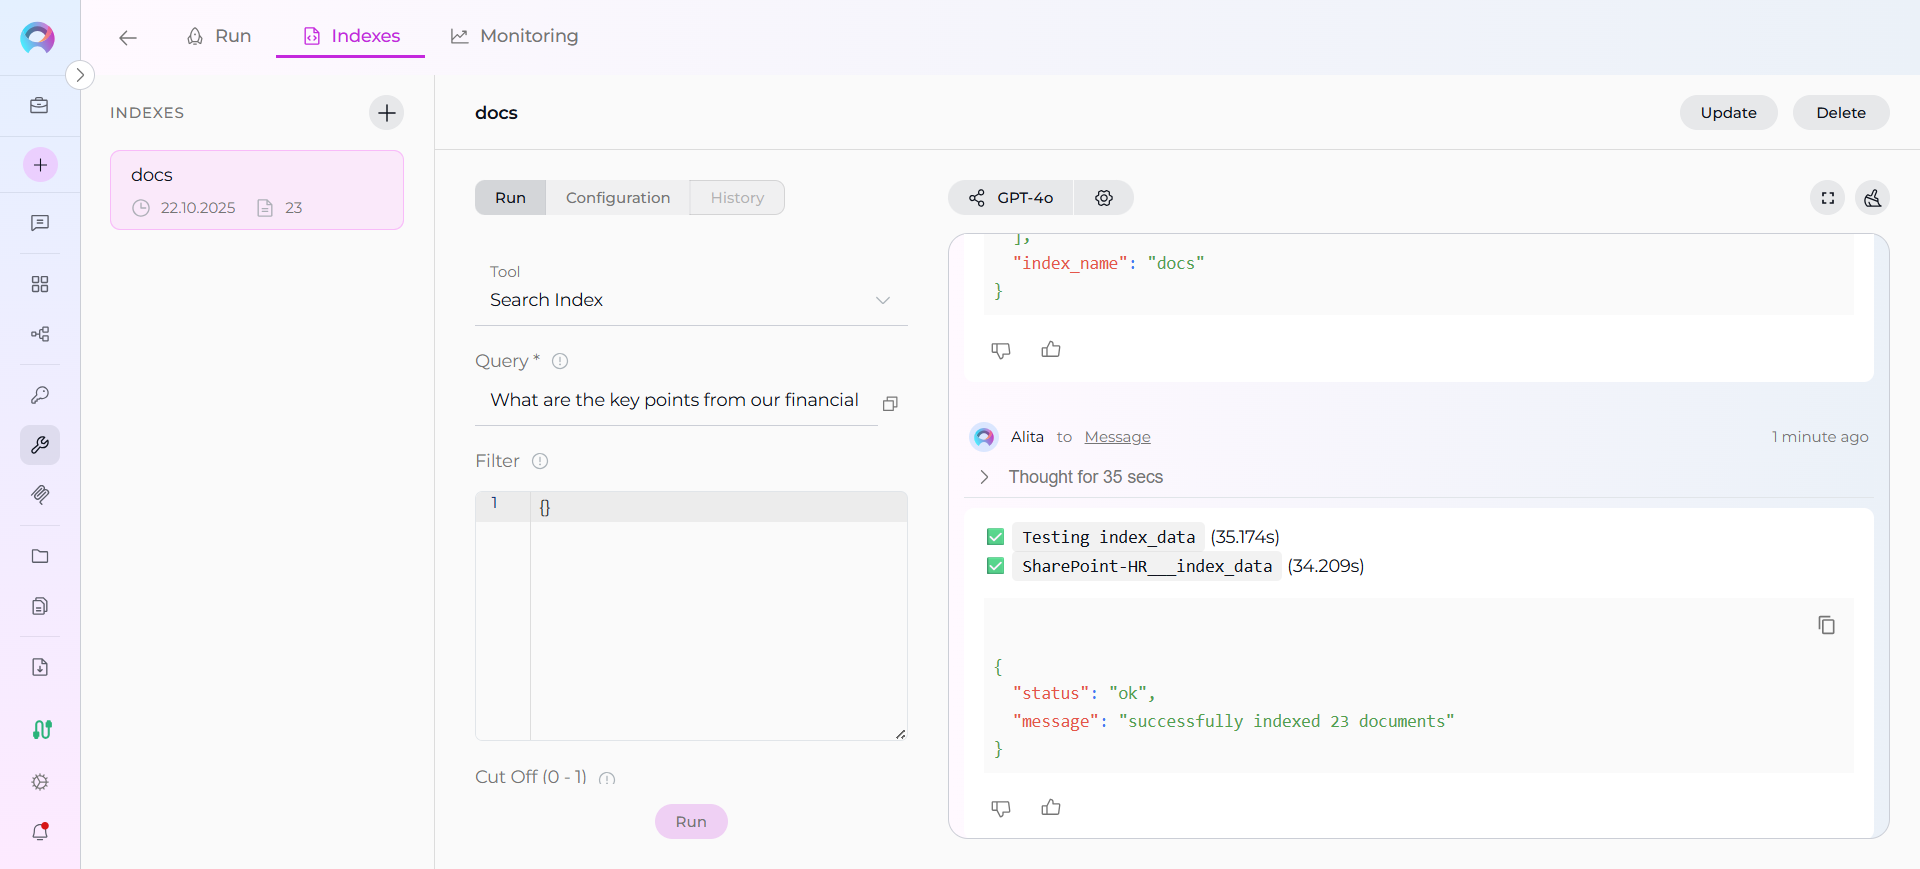 Run
Indexes
Monitoring
INDEXES
docs
22.10.2025
23
docs
Update
Delete
Run
Configuration
History
Tool
Search Index
Query *
What are the key points from our financial
Filter
1
{}
Cut Off (0 - 1)
Run
GPT-4o
],
"index_name": "docs"
}
Alita to Message
1 minute ago
Thought for 35 secs
Testing index_data (35.174s)
SharePoint-HR___index_data (34.209s)
{
"status": "ok",
"message": "successfully indexed 23 documents"
}